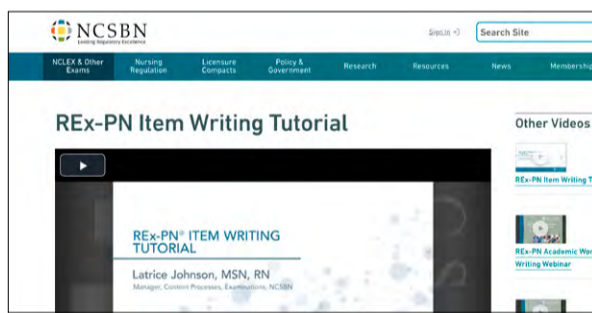 NCSBN
Leading Regulatory Excellence
Sign In
Search Site
NCLEX & Other
Exams
Nursing
Regulation
Licensure
Compacts
Policy &
Government
Research
Resources
News
Membership
REx-PN Item Writing Tutorial
Other Videos
REx-PN® ITEM WRITING
TUTORIAL
Latrice Johnson, MSN, RN
Manager, Content Processes, Examinations, NCSBN
REx-PN Item Writing T
REx-PN Academic Wor
Writing Webinar